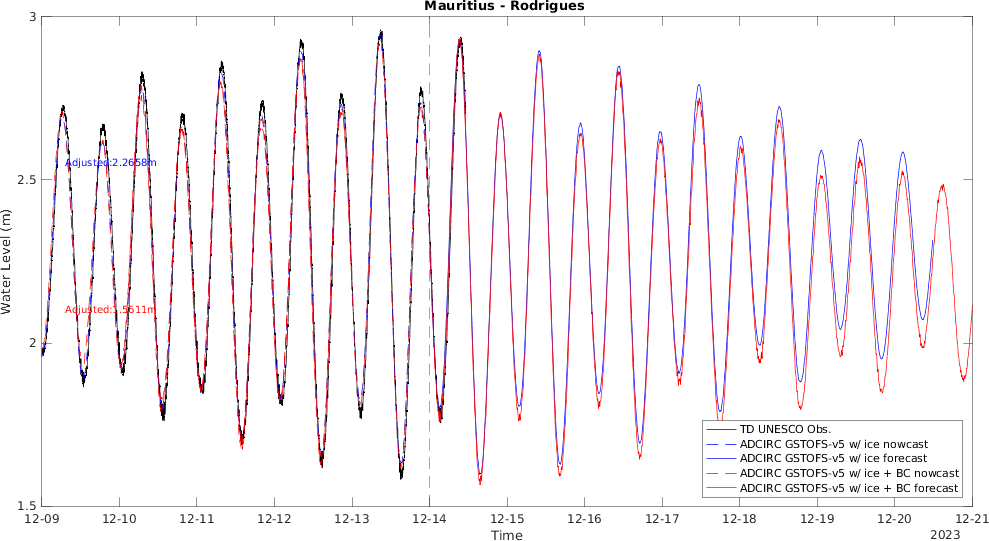 Mauritius - Rodrigues
Water Level (m)
3
2.5
2
1.5
Adjusted:2.2658m
Adjusted:1.5611m
TD UNESCO Obs.
ADCIRC GSTOFS-v5 w/ ice nowcast
ADCIRC GSTOFS-v5 w/ ice forecast
ADCIRC GSTOFS-v5 w/ ice + BC nowcast
ADCIRC GSTOFS-v5 w/ ice + BC forecast
12-09 12-10 12-11 12-12 12-13 12-14 12-15 12-16 12-17 12-18 12-19 12-20 12-21
Time
2023